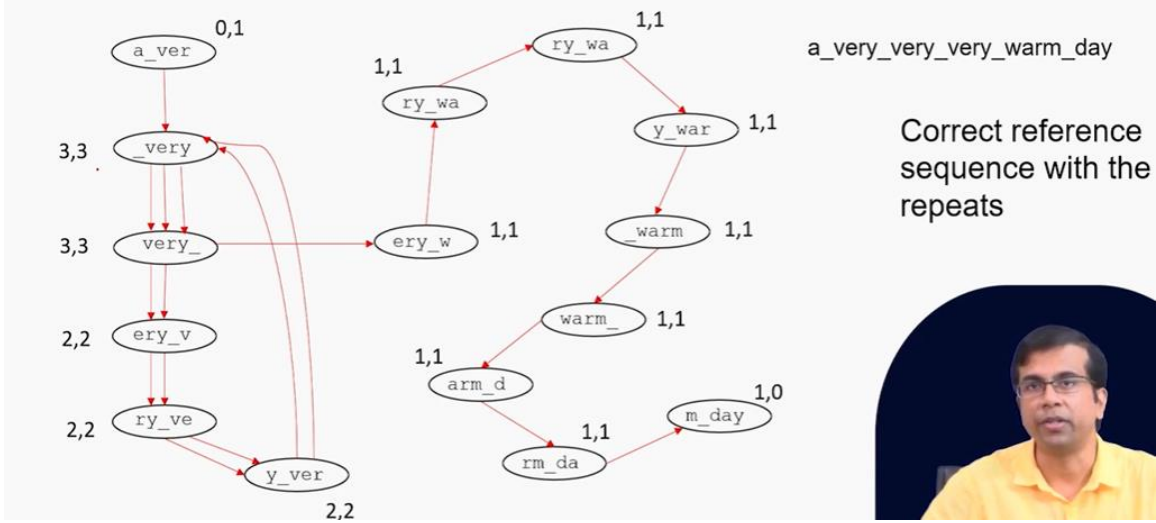 0,1
a_ver
3,3
_very
3,3
very_
2,2
ery_v
2,2
ry_ve
y_ver
2,2
ery_w
1,1
1,1
ry_wa
1,1
ry_wa
y_war
1,1
_warm
1,1
warm_
1,1
1,1
arm_d
1,1
rm_da
1,0
m_day
a_very_very_very_warm_day
Correct reference
sequence with the
repeats